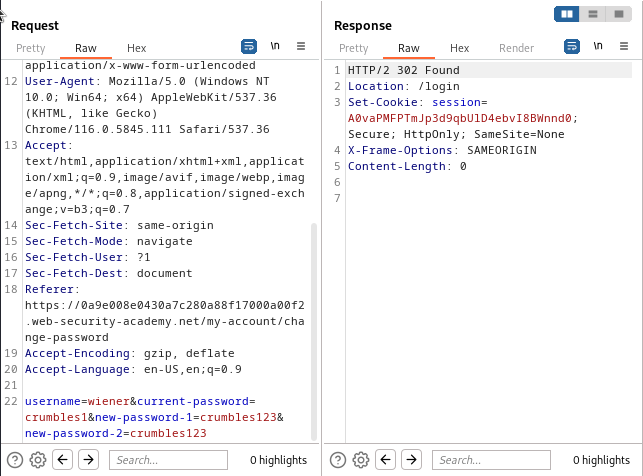 Request
Pretty Raw Hex \n
application/x-www-form-urlencoded
12 User-Agent: Mozilla/5.0 (Windows NT
10.0; Win64; x64) AppleWebKit/537.36
(KHTML, like Gecko)
Chrome/116.0.5845.111 Safari/537.36
13 Accept:
text/html,application/xhtml+xml,applicat
ion/xml;q=0.9,image/avif,image/webp,imag
e/apng,*/*;q=0.8,application/signed-exch
ange;v=b3;q=0.7
14 Sec-Fetch-Site: same-origin
15 Sec-Fetch-Mode: navigate
16 Sec-Fetch-User: ?1
17 Sec-Fetch-Dest: document
18 Referer:
https://0a9e008e0430a7c280a88f17000a00f2
.web-security-academy.net/my-account/cha
nge-password
19 Accept-Encoding: gzip, deflate
20 Accept-Language: en-US,en;q=0.9
21
22 username=wiener&current-password=
crumbles1&new-password-1=crumbles123&
new-password-2=crumbles123
Search...
0 highlights
Response
Pretty Raw Hex Render \n
1 HTTP/2 302 Found
2 Location: /login
3 Set-Cookie: session=
A0vaPMFPTmJp3d9qbUlD4ebvI8BWnnd0;
Secure; HttpOnly; SameSite=None
4 X-Frame-Options: SAMEORIGIN
5 Content-Length: 0
6
7
Search...
0 highlights